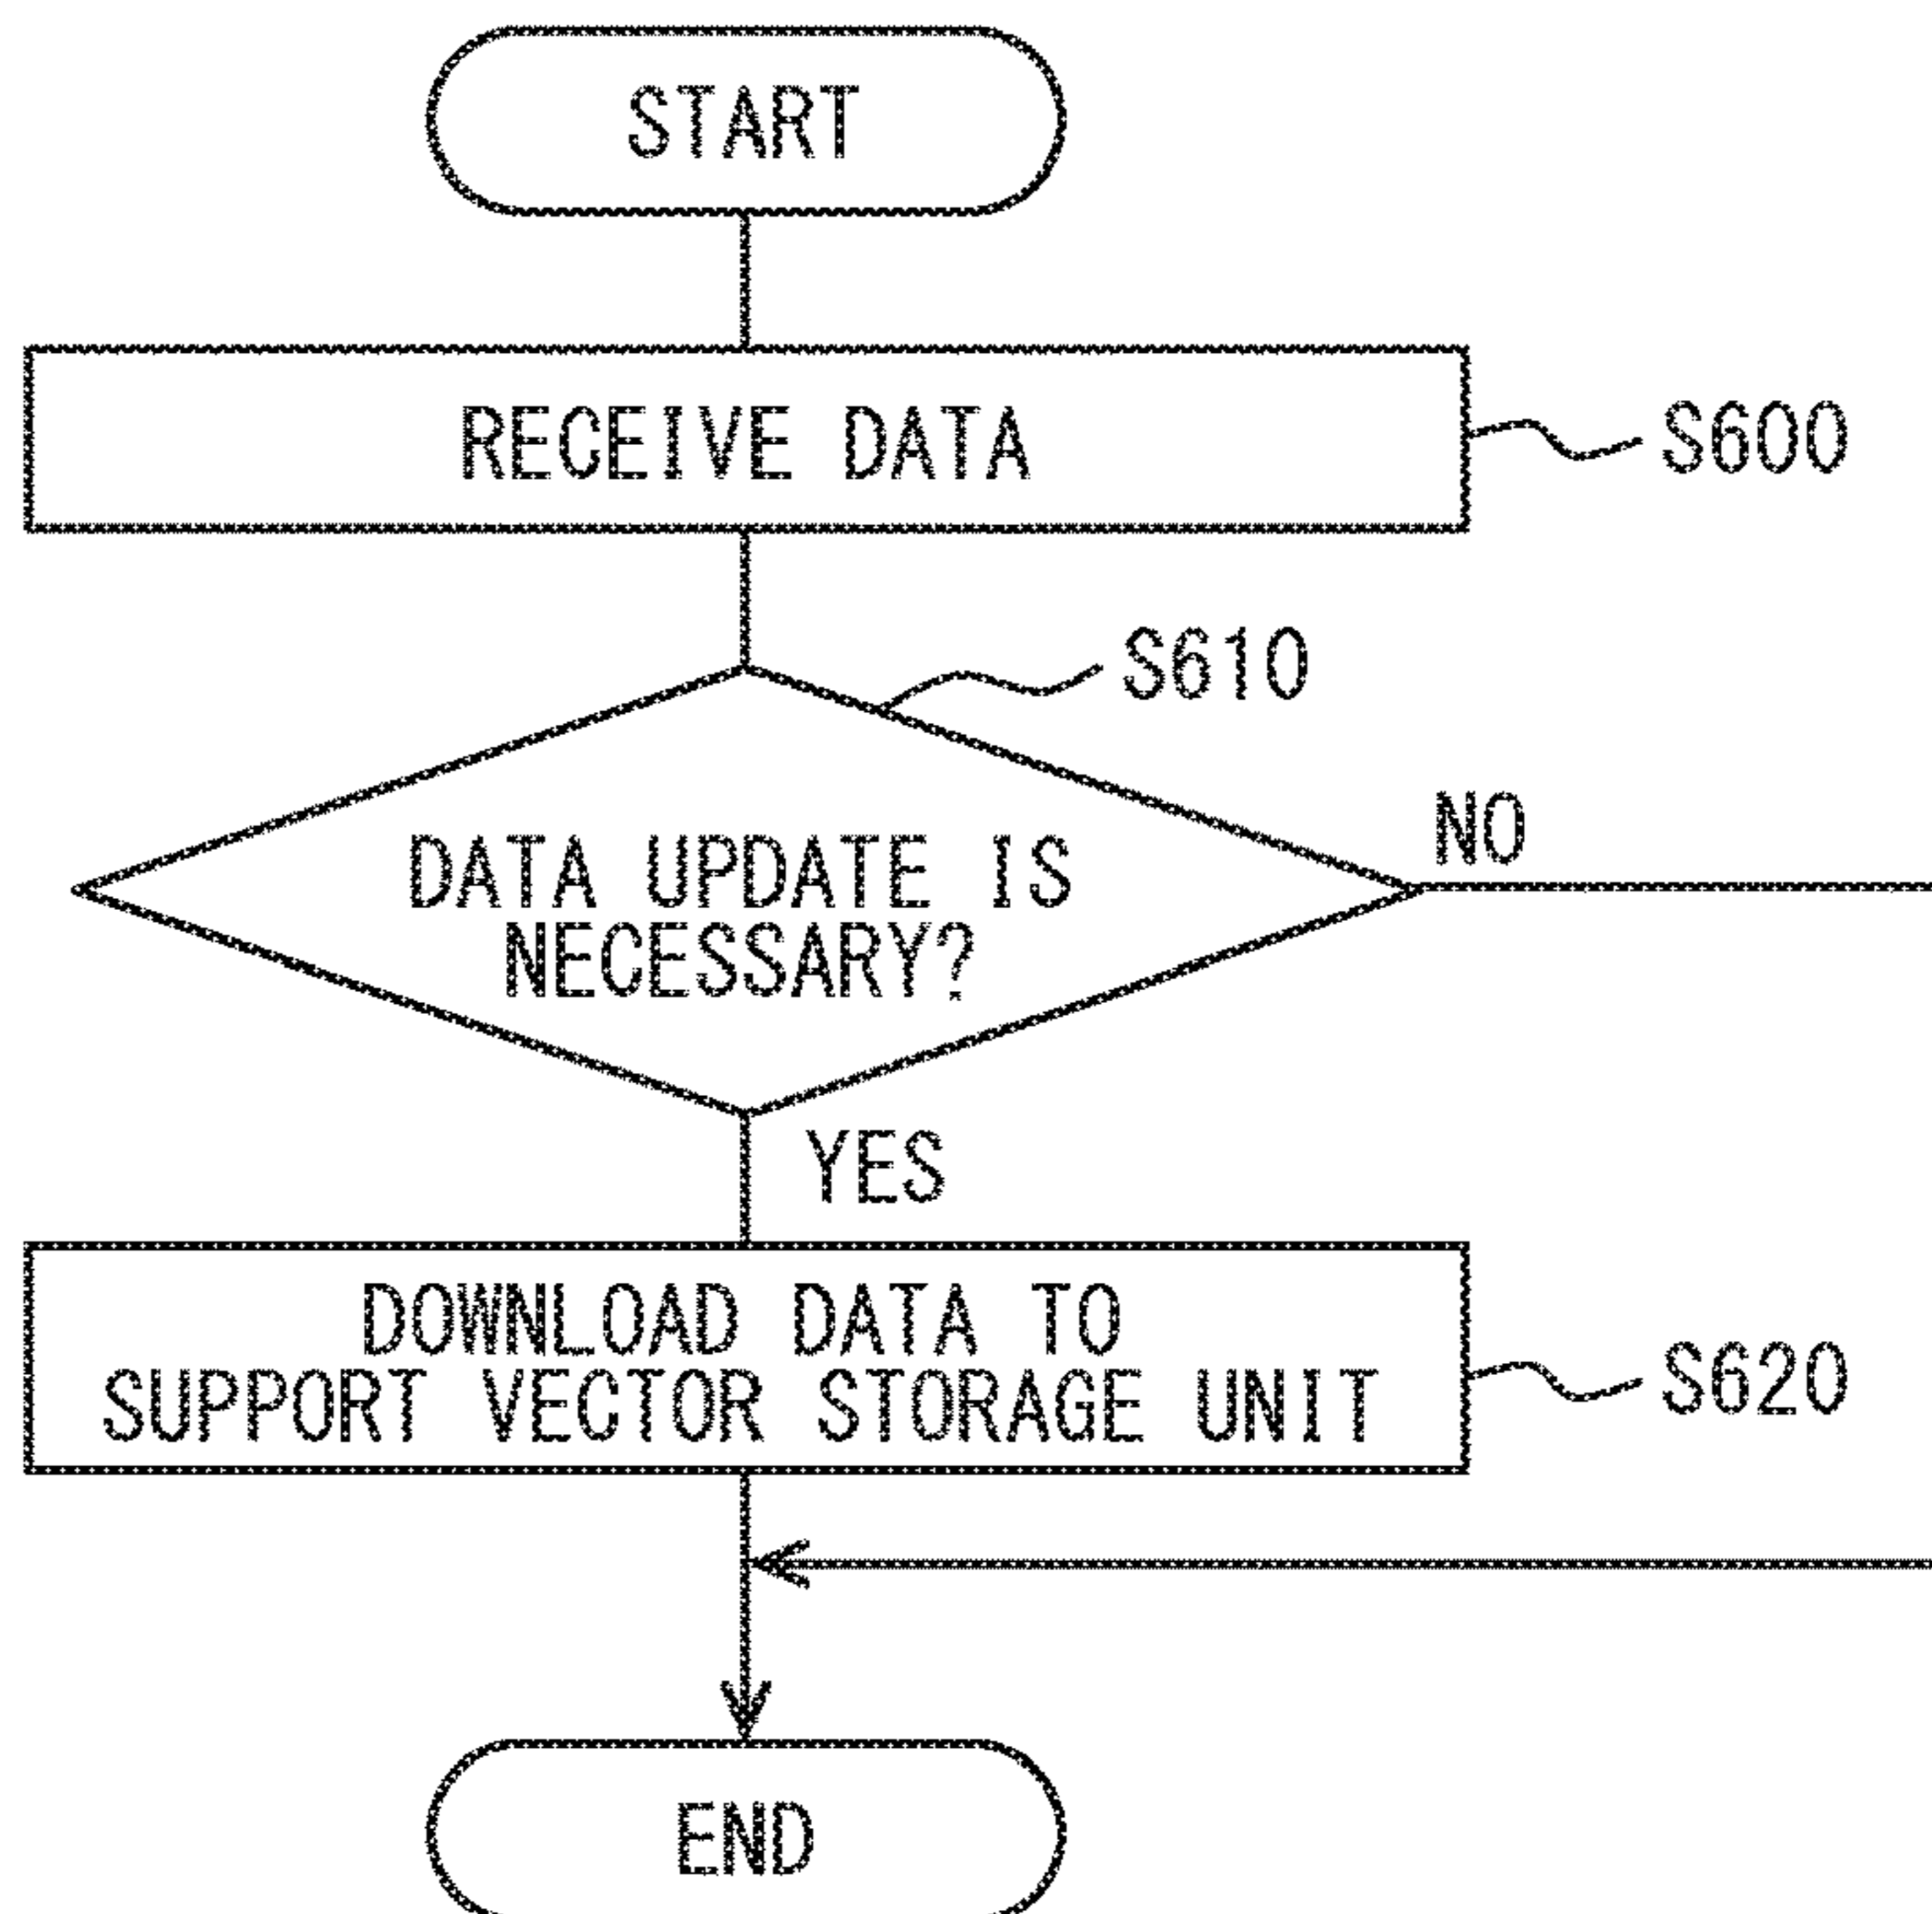 START
RECEIVE DATA
S600
S610
DATA UPDATE IS
NECESSARY?
NO
YES
DOWNLOAD DATA TO
SUPPORT VECTOR STORAGE UNIT
S620
END